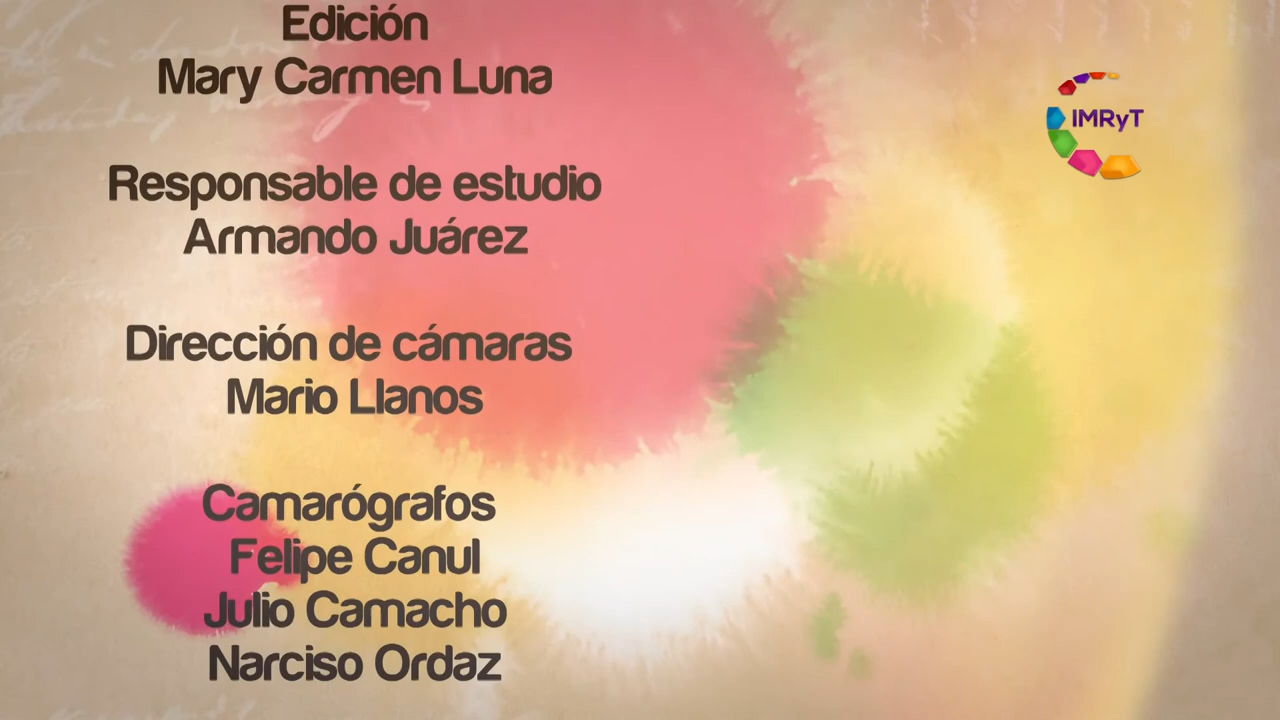 Edición
Mary Carmen Luna
Responsable de estudio
Armando Juárez
Dirección de cámaras
Mario Llanos
Camarógrafos
Felipe Canul
Julio Camacho
Narciso Ordaz
IMRyT